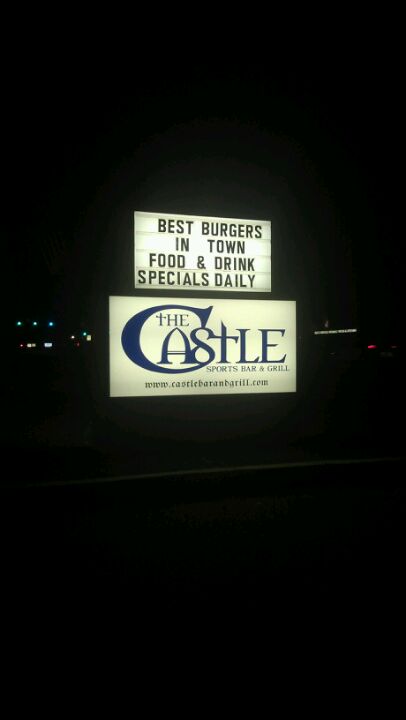 BEST BURGERS
IN TOWN
FOOD & DRINK
SPECIALS DAILY
THE
CASTLE
SPORTS BAR & GRILL
www.castlebarandgrill.com